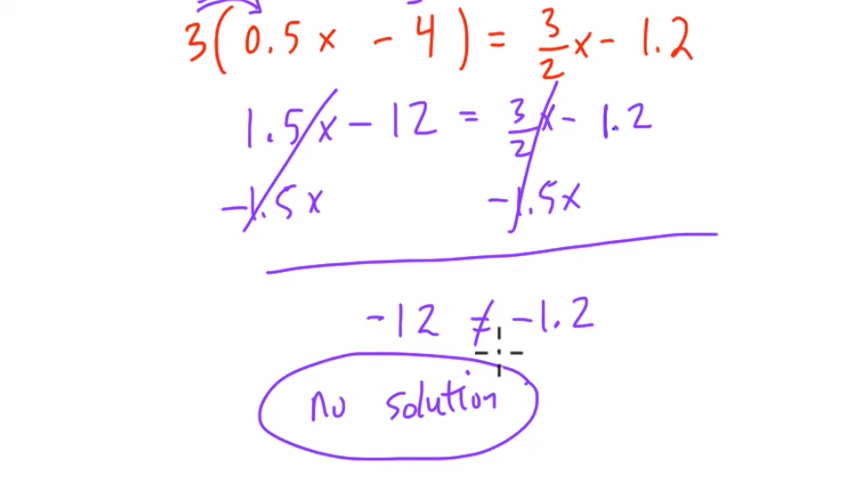 3(0.5x - 4) = 3/2x - 1.2
1.5x - 12 = 3/2x - 1.2
-1.5x -1.5x
-12 ≠ -1.2
no solution